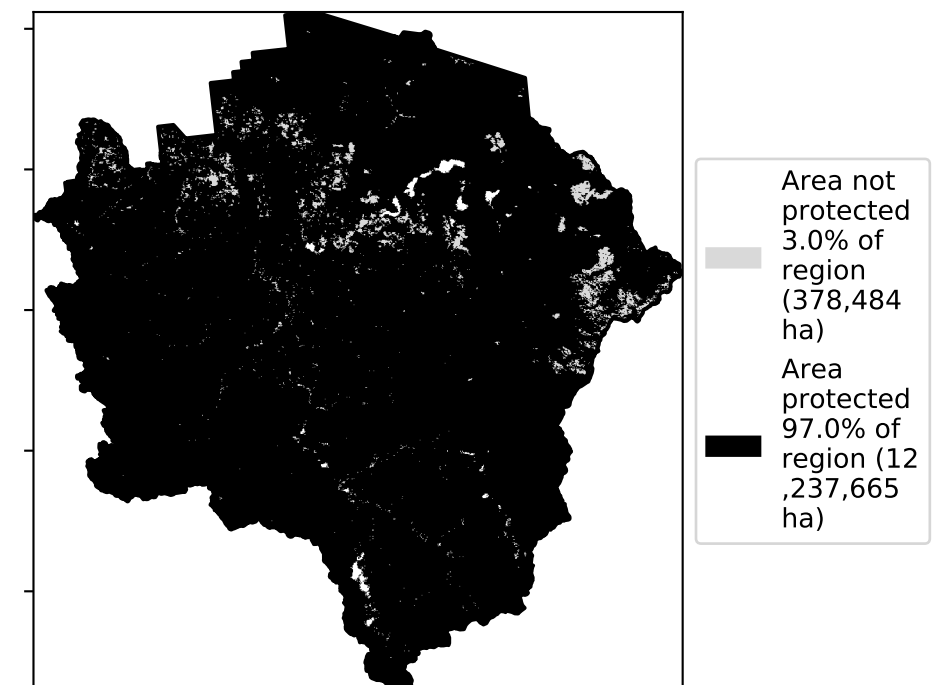 Area not
protected
3.0% of
region
(378,484
ha)
Area
protected
97.0% of
region (12
,237,665
ha)